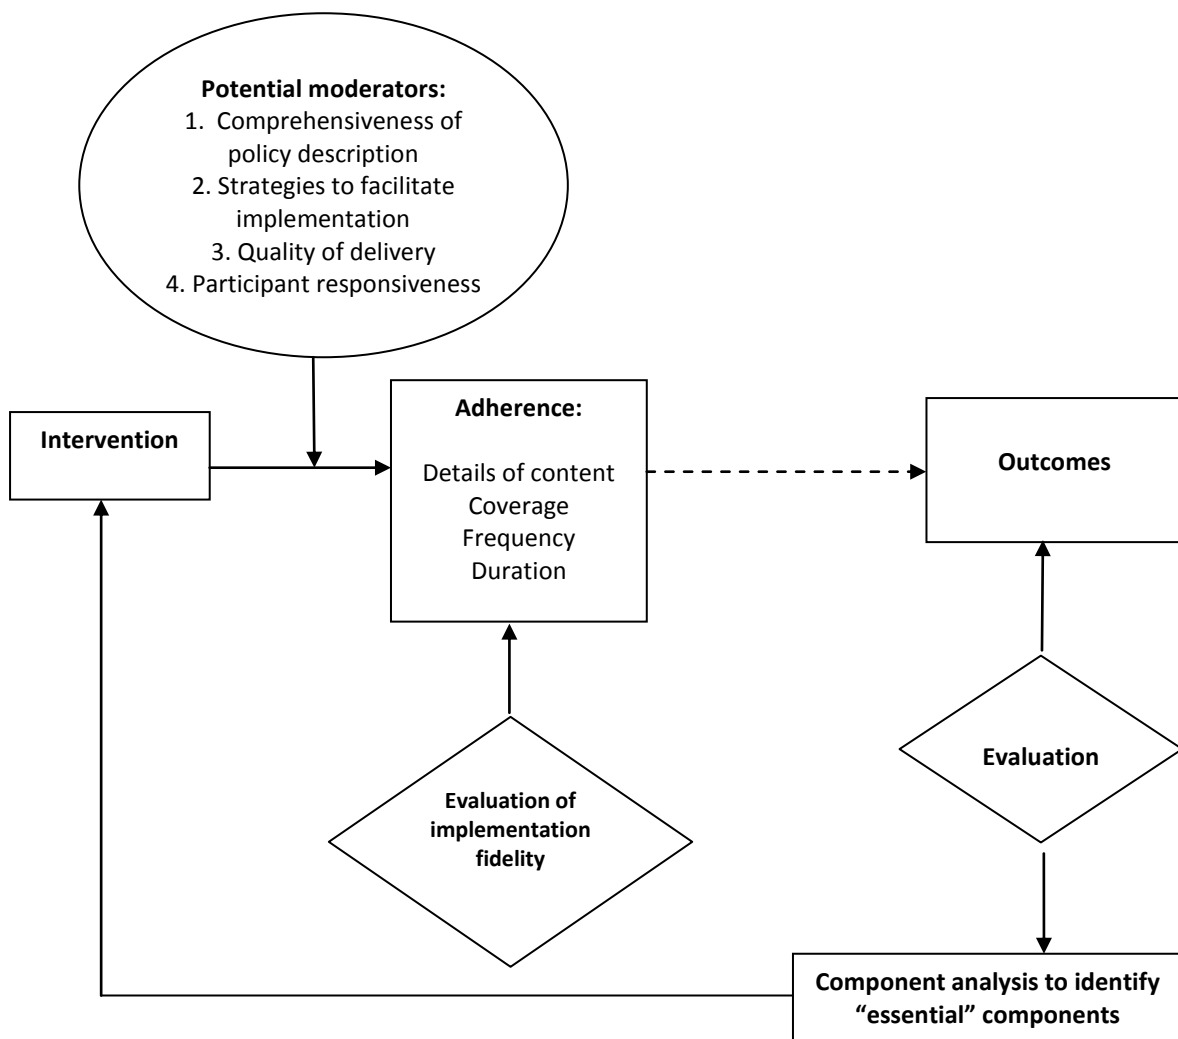 Potential moderators:
1. Comprehensiveness of
policy description
2. Strategies to facilitate
implementation
3. Quality of delivery
4. Participant responsiveness
Intervention
Adherence:
Details of content
Coverage
Frequency
Duration
Outcomes
Evaluation of
implementation
fidelity
Evaluation
Component analysis to identify
“essential” components